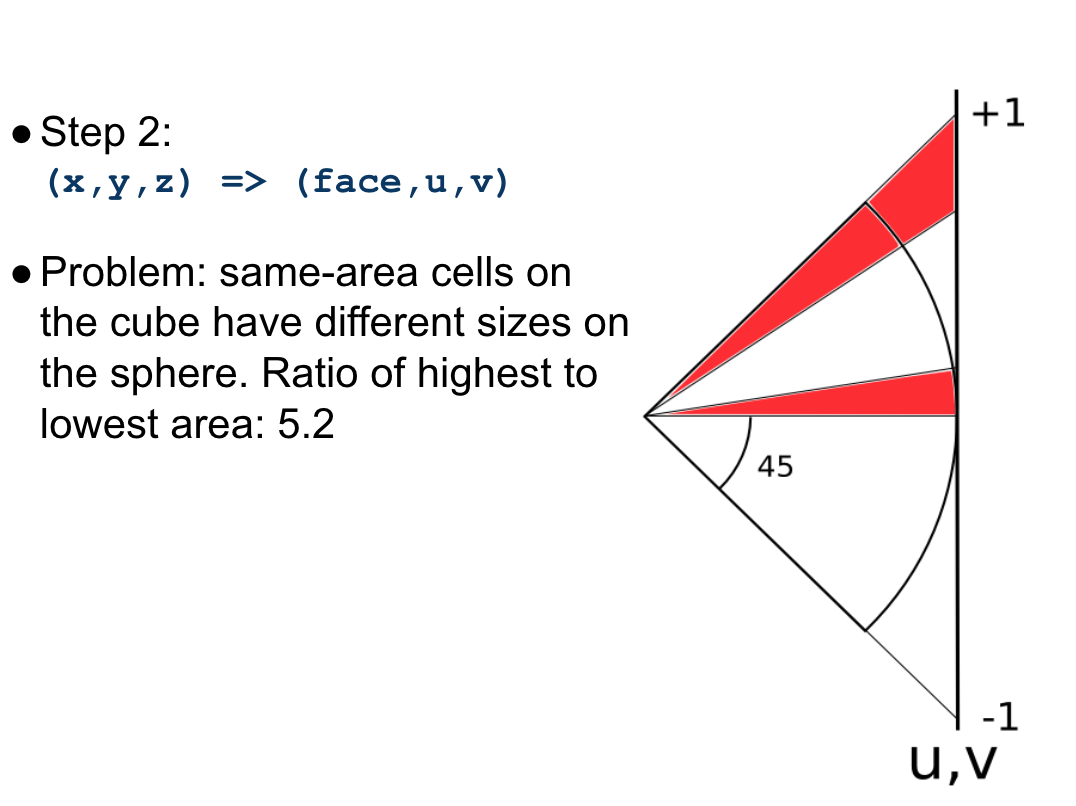 ● Step 2:
(x,y,z) => (face,u,v)
● Problem: same-area cells on
the cube have different sizes on
the sphere. Ratio of highest to
lowest area: 5.2
+1
45
-1
u,v